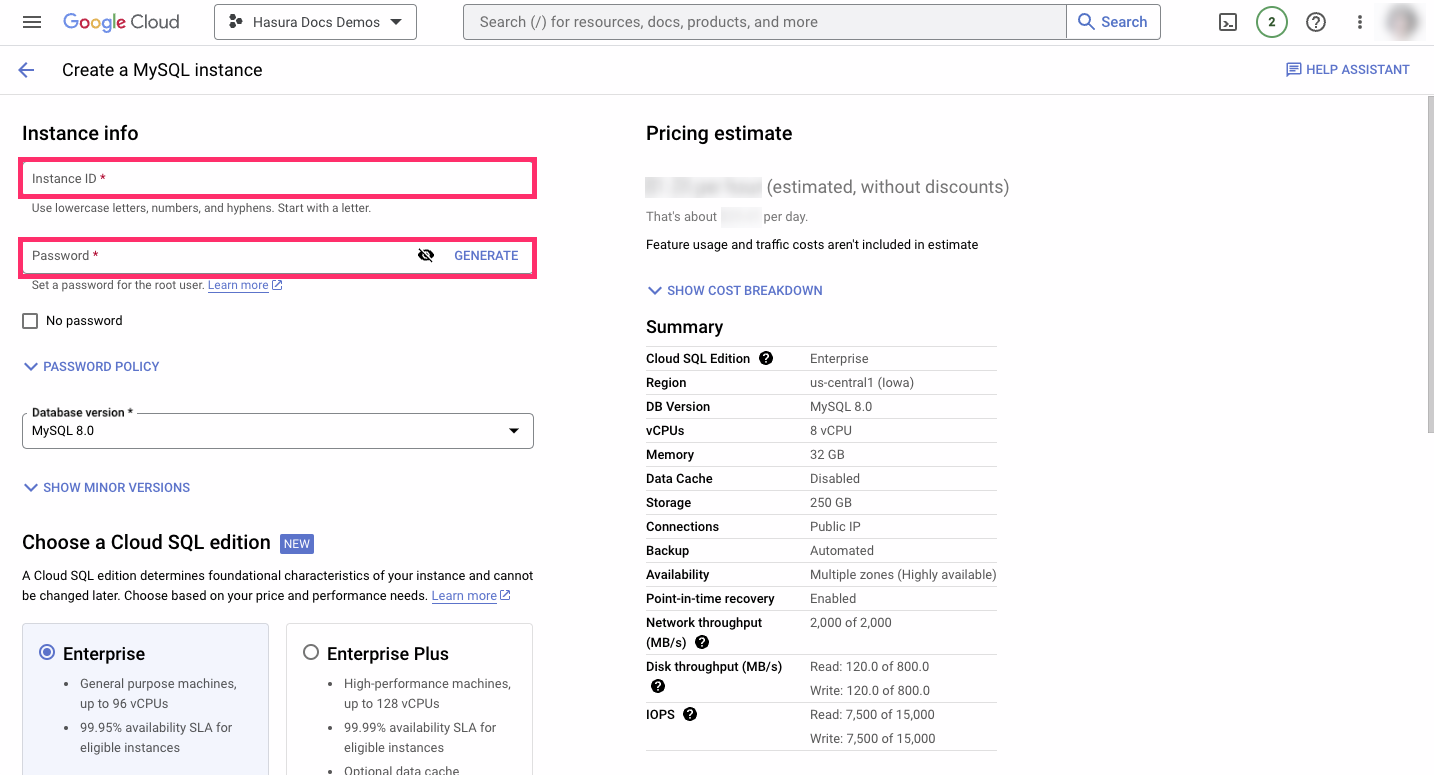 Google Cloud
Hasura Docs Demos
Search (/) for resources, docs, products, and more
Search
2
Create a MySQL instance
HELP ASSISTANT
Instance info
Instance ID *
Use lowercase letters, numbers, and hyphens. Start with a letter.
Password *
GENERATE
Set a password for the root user. Learn more
No password
PASSWORD POLICY
Database version *
MySQL 8.0
SHOW MINOR VERSIONS
Choose a Cloud SQL edition NEW
A Cloud SQL edition determines foundational characteristics of your instance and cannot
be changed later. Choose based on your price and performance needs. Learn more
Enterprise
• General purpose machines,
up to 96 vCPUs
• 99.95% availability SLA for
eligible instances
Enterprise Plus
• High-performance machines,
up to 128 vCPUs
• 99.99% availability SLA for
eligible instances
• Optional data cache
Pricing estimate
(estimated, without discounts)
That's about per day.
Feature usage and traffic costs aren't included in estimate
SHOW COST BREAKDOWN
Summary
Cloud SQL Edition ? Enterprise
Region us-central1 (Iowa)
DB Version MySQL 8.0
vCPUs 8 vCPU
Memory 32 GB
Data Cache Disabled
Storage 250 GB
Connections Public IP
Backup Automated
Availability Multiple zones (Highly available)
Point-in-time recovery Enabled
Network throughput 2,000 of 2,000
(MB/s) ?
Disk throughput (MB/s) Read: 120.0 of 800.0
? Write: 120.0 of 800.0
IOPS ? Read: 7,500 of 15,000
Write: 7,500 of 15,000